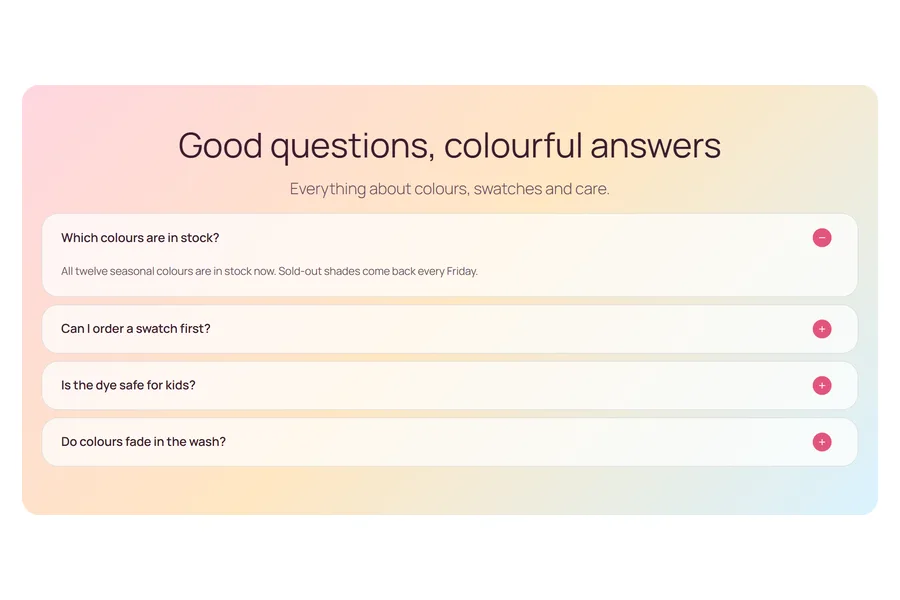 Good questions, colourful answers
Everything about colours, swatches and care.
Which colours are in stock?
All twelve seasonal colours are in stock now. Sold-out shades come back every Friday.
Can I order a swatch first?
Is the dye safe for kids?
Do colours fade in the wash?